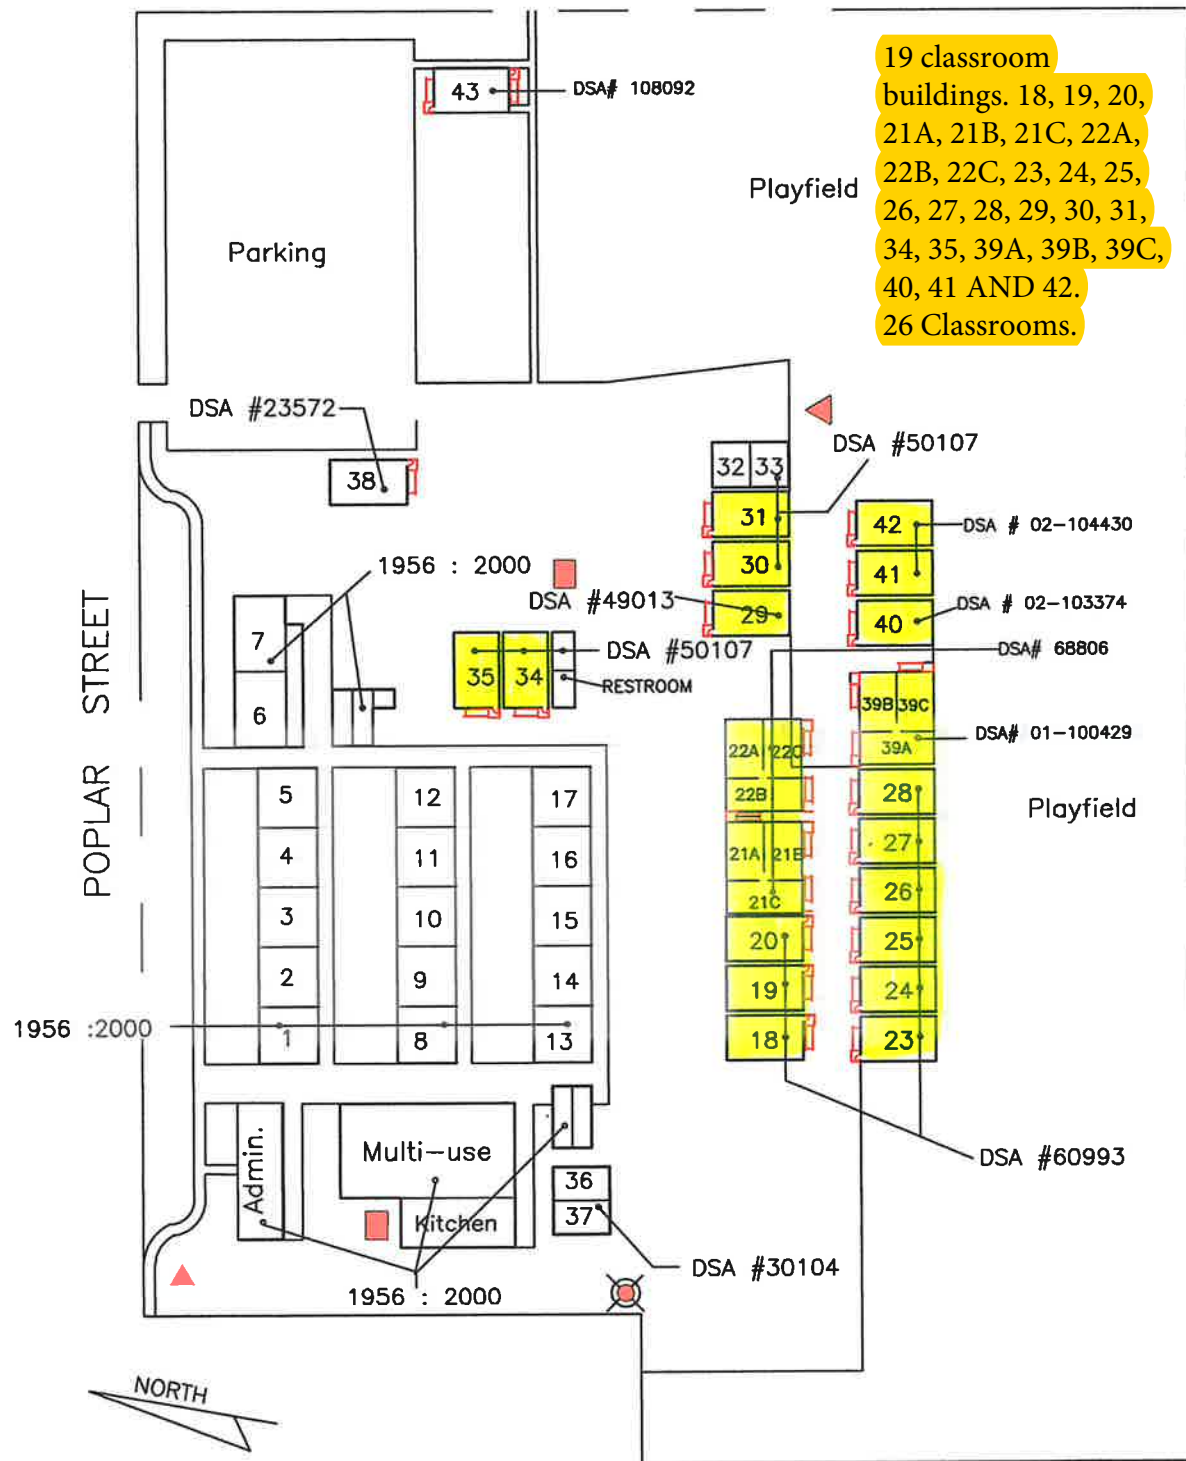 19 classroom
buildings. 18, 19, 20,
21A, 21B, 21C, 22A,
22B, 22C, 23, 24, 25,
26, 27, 28, 29, 30, 31,
34, 35, 39A, 39B, 39C,
40, 41 AND 42.
26 Classrooms.
43
DSA# 108092
Playfield
Parking
DSA #23572
38
DSA #50107
32
33
31
30
29
42
41
40
DSA # 02-104430
DSA # 02-103374
DSA# 68806
1956 : 2000
DSA #49013
DSA #50107
RESTROOM
35
34
7
6
39B
39C
39A
DSA# 01-100429
22A
22C
22B
21A
21B
21C
20
19
18
28
27
26
25
24
23
Playfield
POPLAR STREET
5
4
3
2
1
12
11
10
9
8
17
16
15
14
13
1956 :2000
DSA #60993
Admin.
Multi-use
Kitchen
36
37
DSA #30104
1956 : 2000
NORTH